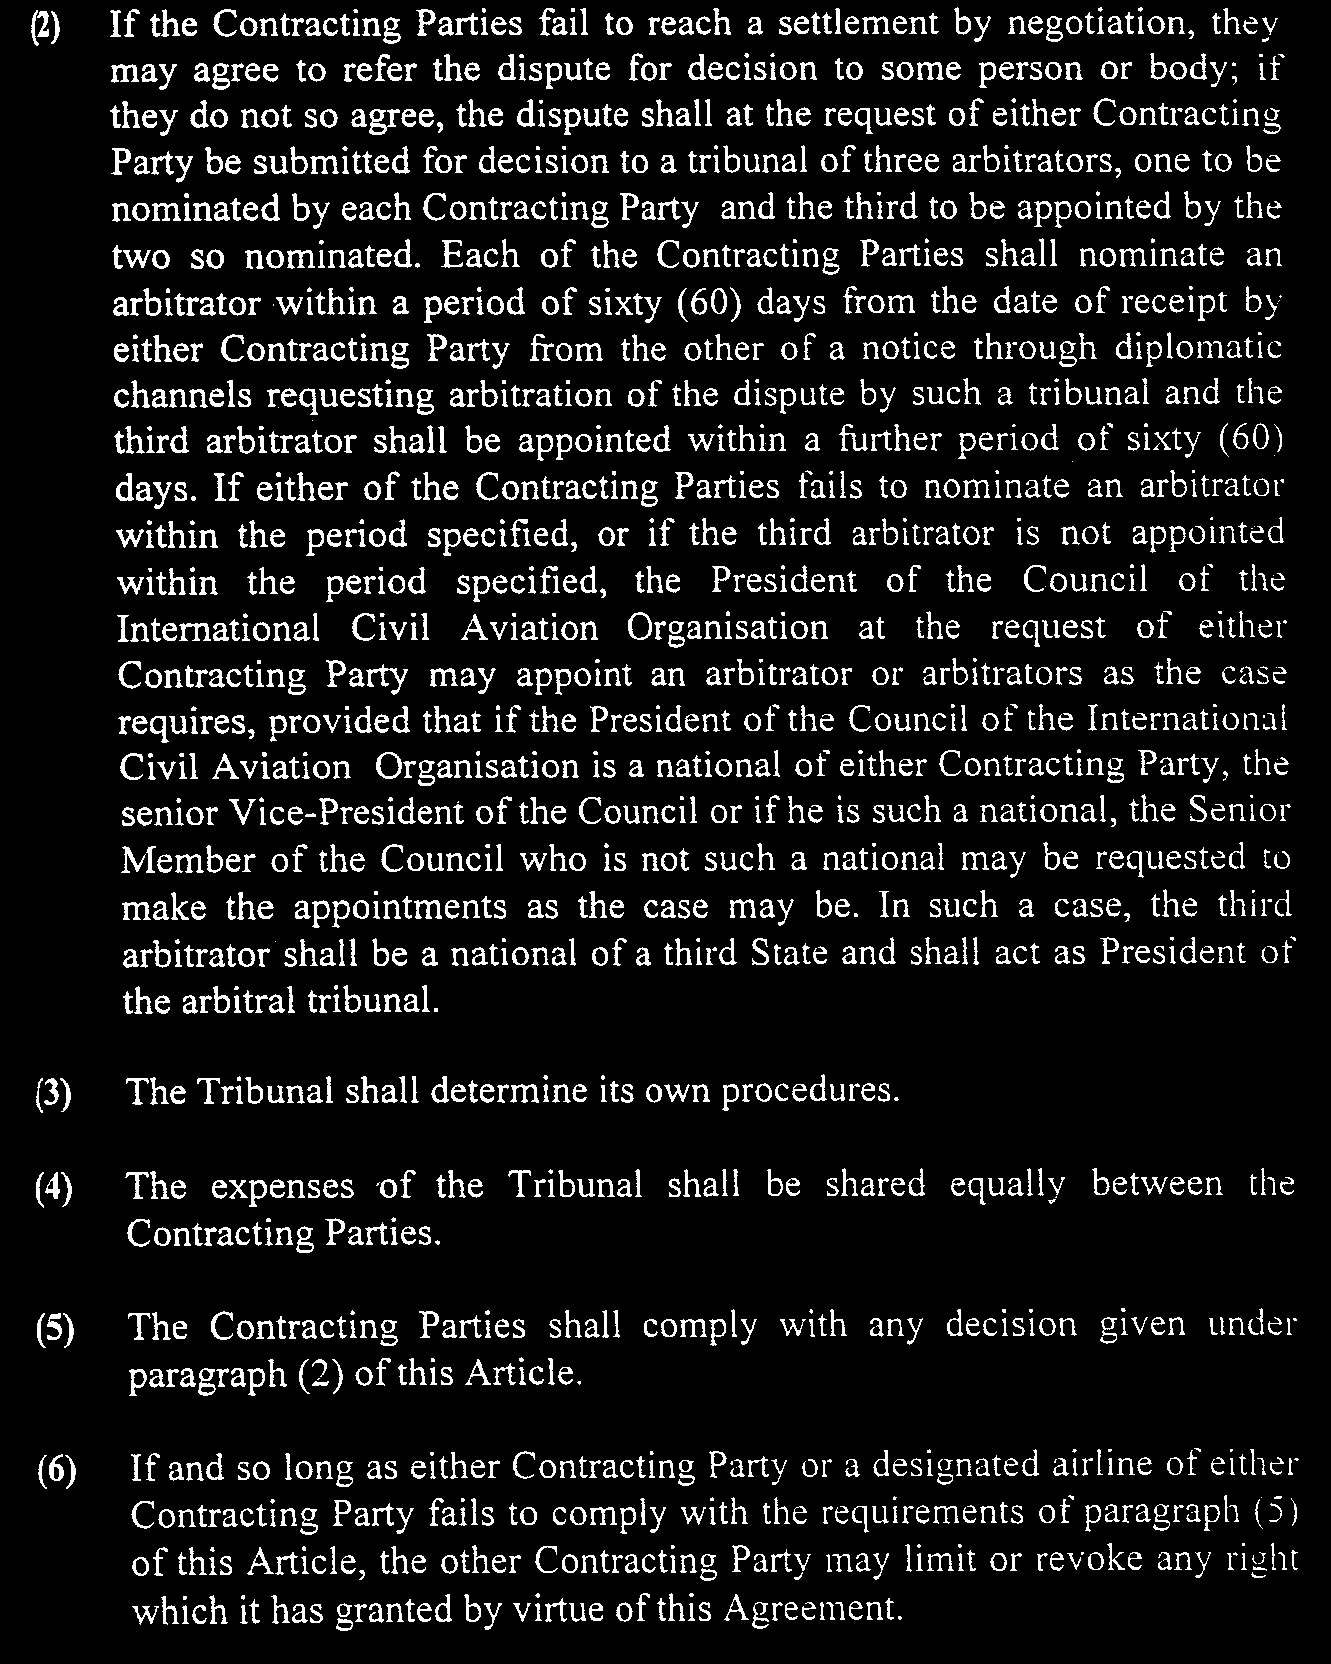 (2) If the Contracting Parties fail to reach a settlement by negotiation, they
may agree to refer the dispute for decision to some person or body; if
they do not so agree, the dispute shall at the request of either Contracting
Party be submitted for decision to a tribunal of three arbitrators, one to be
nominated by each Contracting Party and the third to be appointed by the
two so nominated. Each of the Contracting Parties shall nominate an
arbitrator within a period of sixty (60) days from the date of receipt by
either Contracting Party from the other of a notice through diplomatic
channels requesting arbitration of the dispute by such a tribunal and the
third arbitrator shall be appointed within a further period of sixty (60)
days. If either of the Contracting Parties fails to nominate an arbitrator
within the period specified, or if the third arbitrator is not appointed
within the period specified, the President of the Council of the
International Civil Aviation Organisation at the request of either
Contracting Party may appoint an arbitrator or arbitrators as the case
requires, provided that if the President of the Council of the International
Civil Aviation Organisation is a national of either Contracting Party, the
senior Vice-President of the Council or if he is such a national, the Senior
Member of the Council who is not such a national may be requested to
make the appointments as the case may be. In such a case, the third
arbitrator shall be a national of a third State and shall act as President of
the arbitral tribunal.
(3) The Tribunal shall determine its own procedures.
(4) The expenses of the Tribunal shall be shared equally between the
Contracting Parties.
(5) The Contracting Parties shall comply with any decision given under
paragraph (2) of this Article.
(6) If and so long as either Contracting Party or a designated airline of either
Contracting Party fails to comply with the requirements of paragraph (5)
of this Article, the other Contracting Party may limit or revoke any right
which it has granted by virtue of this Agreement.